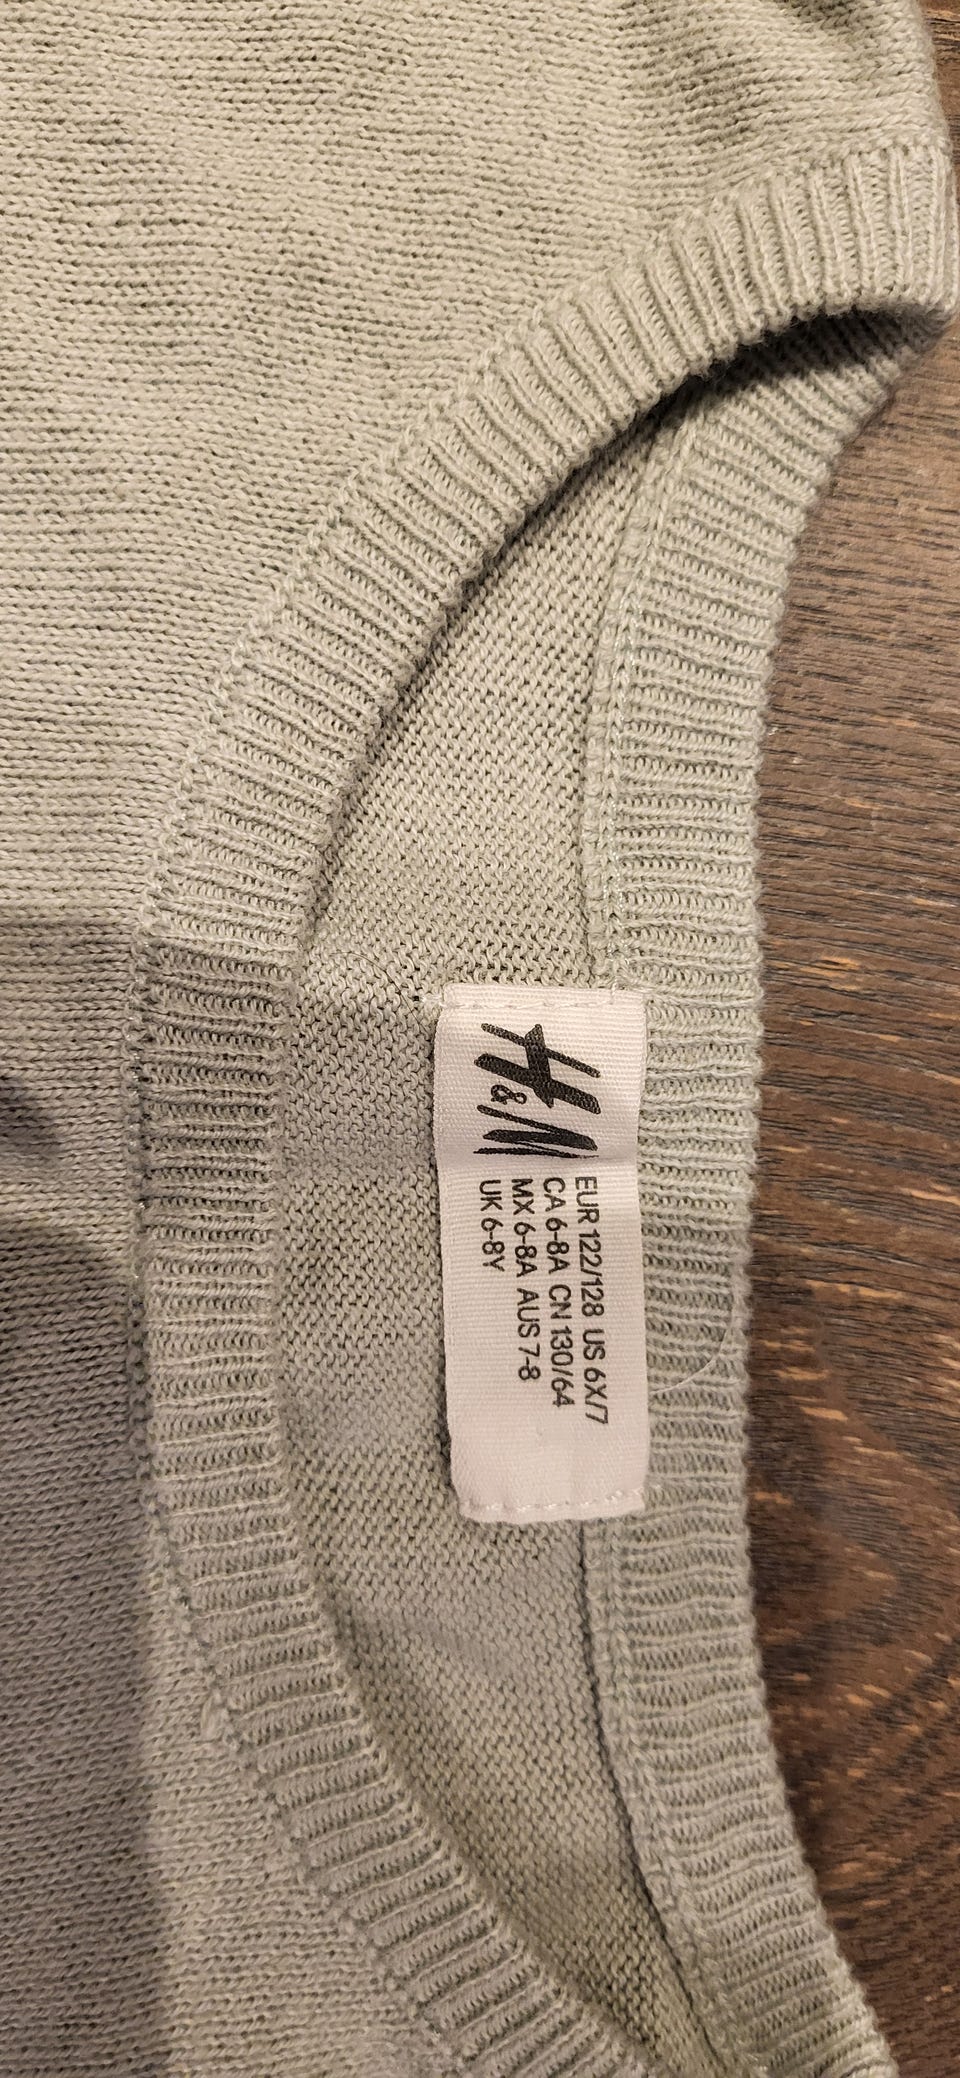 H&M
EUR 122/128 US 6X/7
CA 6-8A CN 130/64
MX 6-8A AUS 7-8
UK 6-8Y